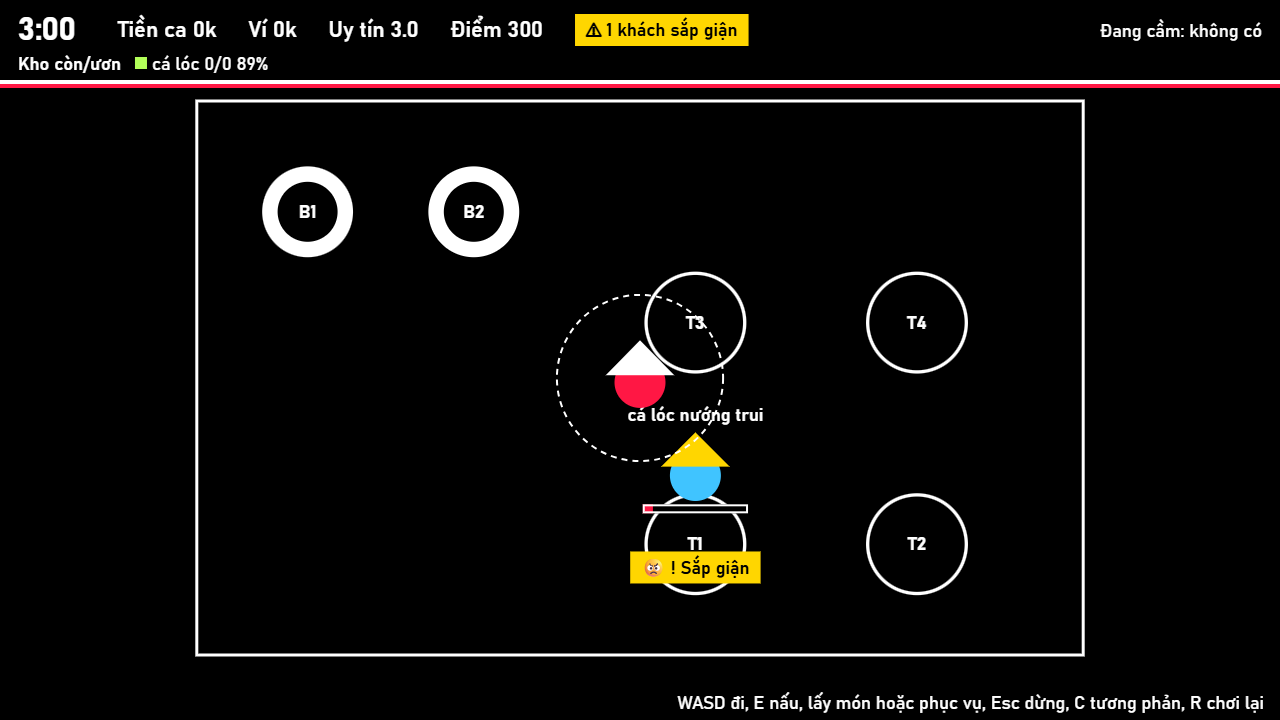 3:00 Tiền ca 0k Ví 0k Uy tín 3.0 Điểm 300 ⚠ 1 khách sắp giận Đang cầm: không có
Kho còn/ươn cá lóc 0/0 89%
B1 B2
T3 T4
cá lóc nướng trui
T1 T2
! Sắp giận
WASD đi, E nấu, lấy món hoặc phục vụ, Esc dừng, C tương phản, R chơi lại